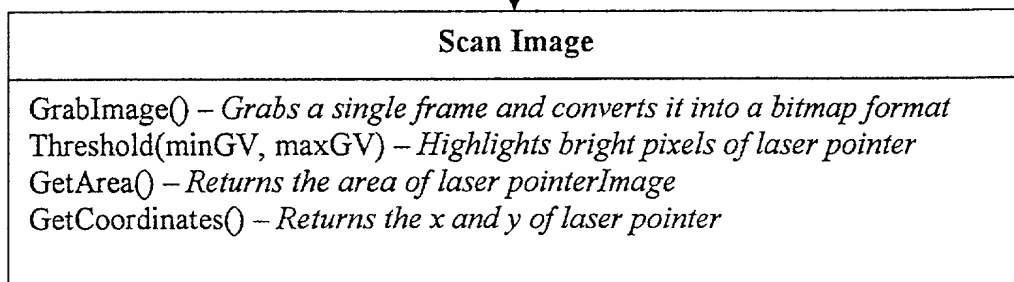 Scan Image
GrabImage() – Grabs a single frame and converts it into a bitmap format
Threshold(minGV, maxGV) – Highlights bright pixels of laser pointer
GetArea() – Returns the area of laser pointerImage
GetCoordinates() – Returns the x and y of laser pointer